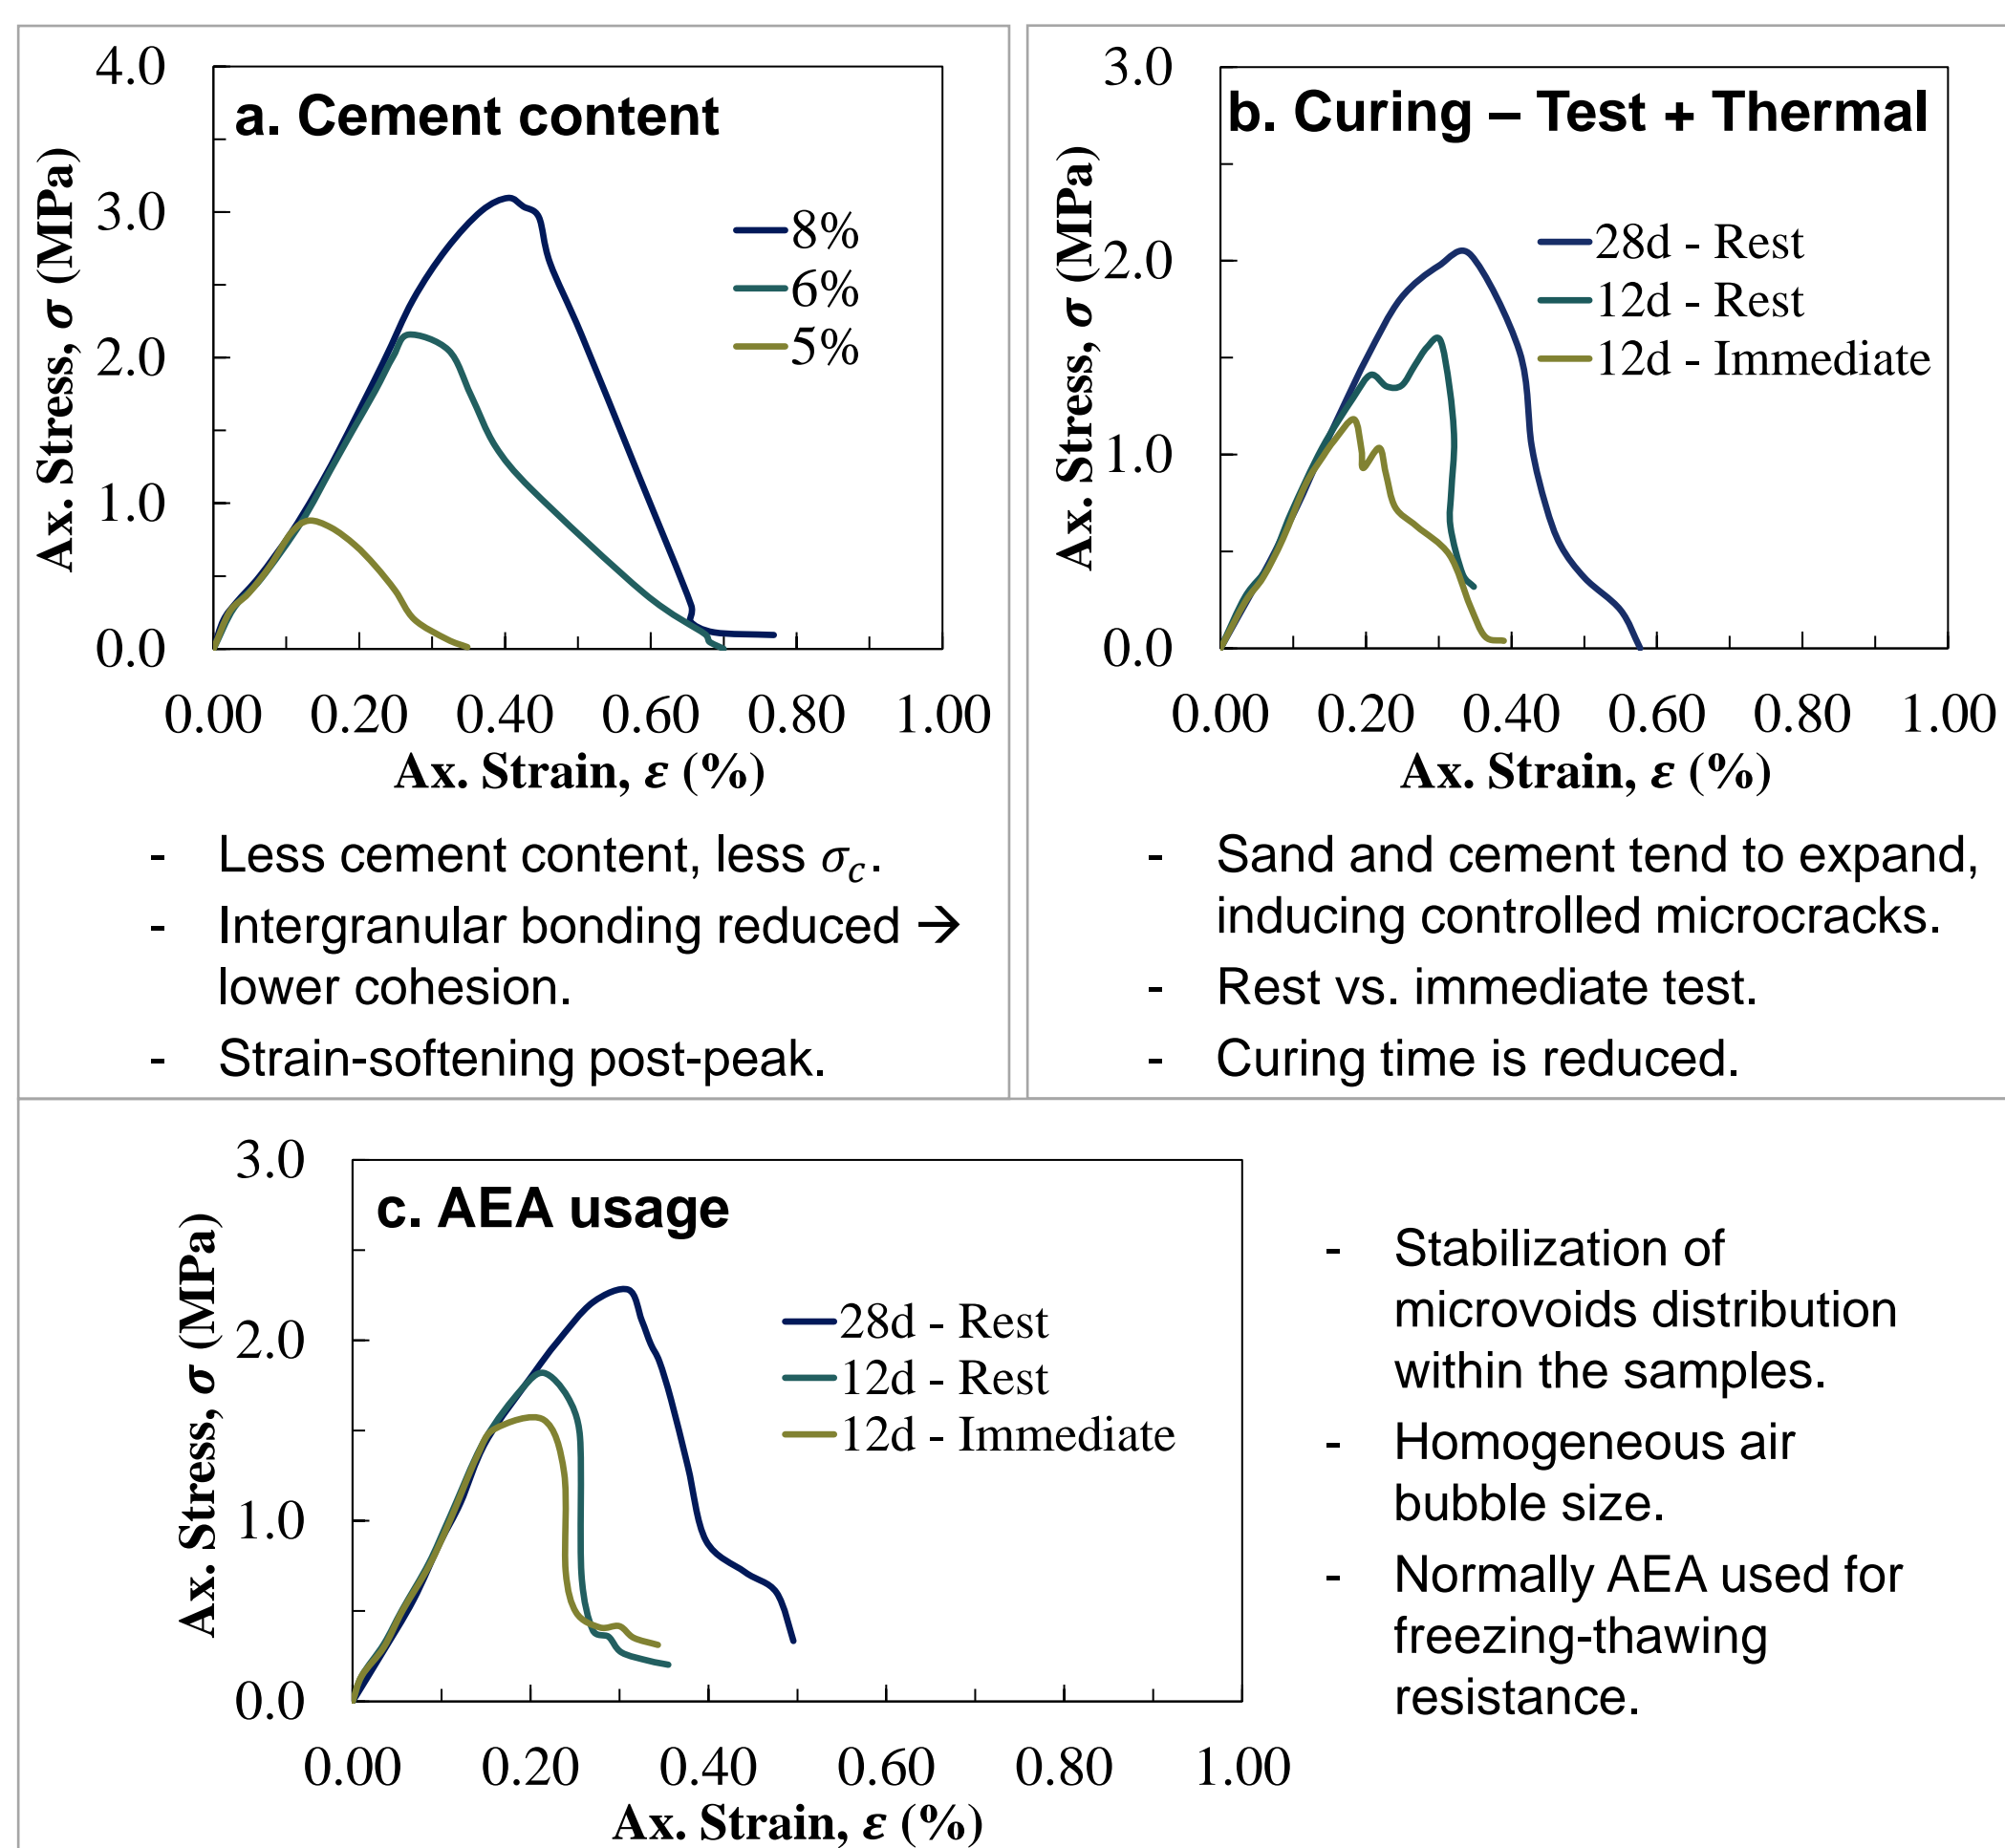 a. Cement content
4.0
3.0
2.0
1.0
0.0
Ax. Stress, σ (MPa)
8%
6%
5%
0.00 0.20 0.40 0.60 0.80 1.00
Ax. Strain, ε (%)
- Less cement content, less σc.
- Intergranular bonding reduced →
lower cohesion.
- Strain-softening post-peak.
b. Curing – Test + Thermal
3.0
2.0
1.0
0.0
Ax. Stress, σ (MPa)
28d - Rest
12d - Rest
12d - Immediate
0.00 0.20 0.40 0.60 0.80 1.00
Ax. Strain, ε (%)
- Sand and cement tend to expand,
inducing controlled microcracks.
- Rest vs. immediate test.
- Curing time is reduced.
c. AEA usage
3.0
2.0
1.0
0.0
Ax. Stress, σ (MPa)
28d - Rest
12d - Rest
12d - Immediate
0.00 0.20 0.40 0.60 0.80 1.00
Ax. Strain, ε (%)
- Stabilization of
microvoids distribution
within the samples.
- Homogeneous air
bubble size.
- Normally AEA used for
freezing-thawing
resistance.